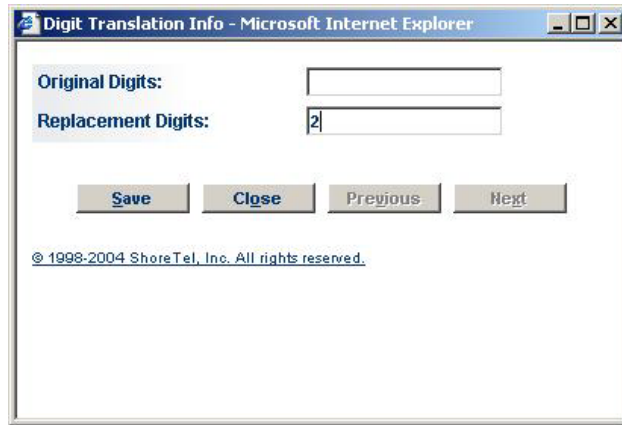 Digit Translation Info - Microsoft Internet Explorer
Original Digits:
Replacement Digits: 2
Save Close Previous Next
© 1998-2004 ShoreTel, Inc. All rights reserved.